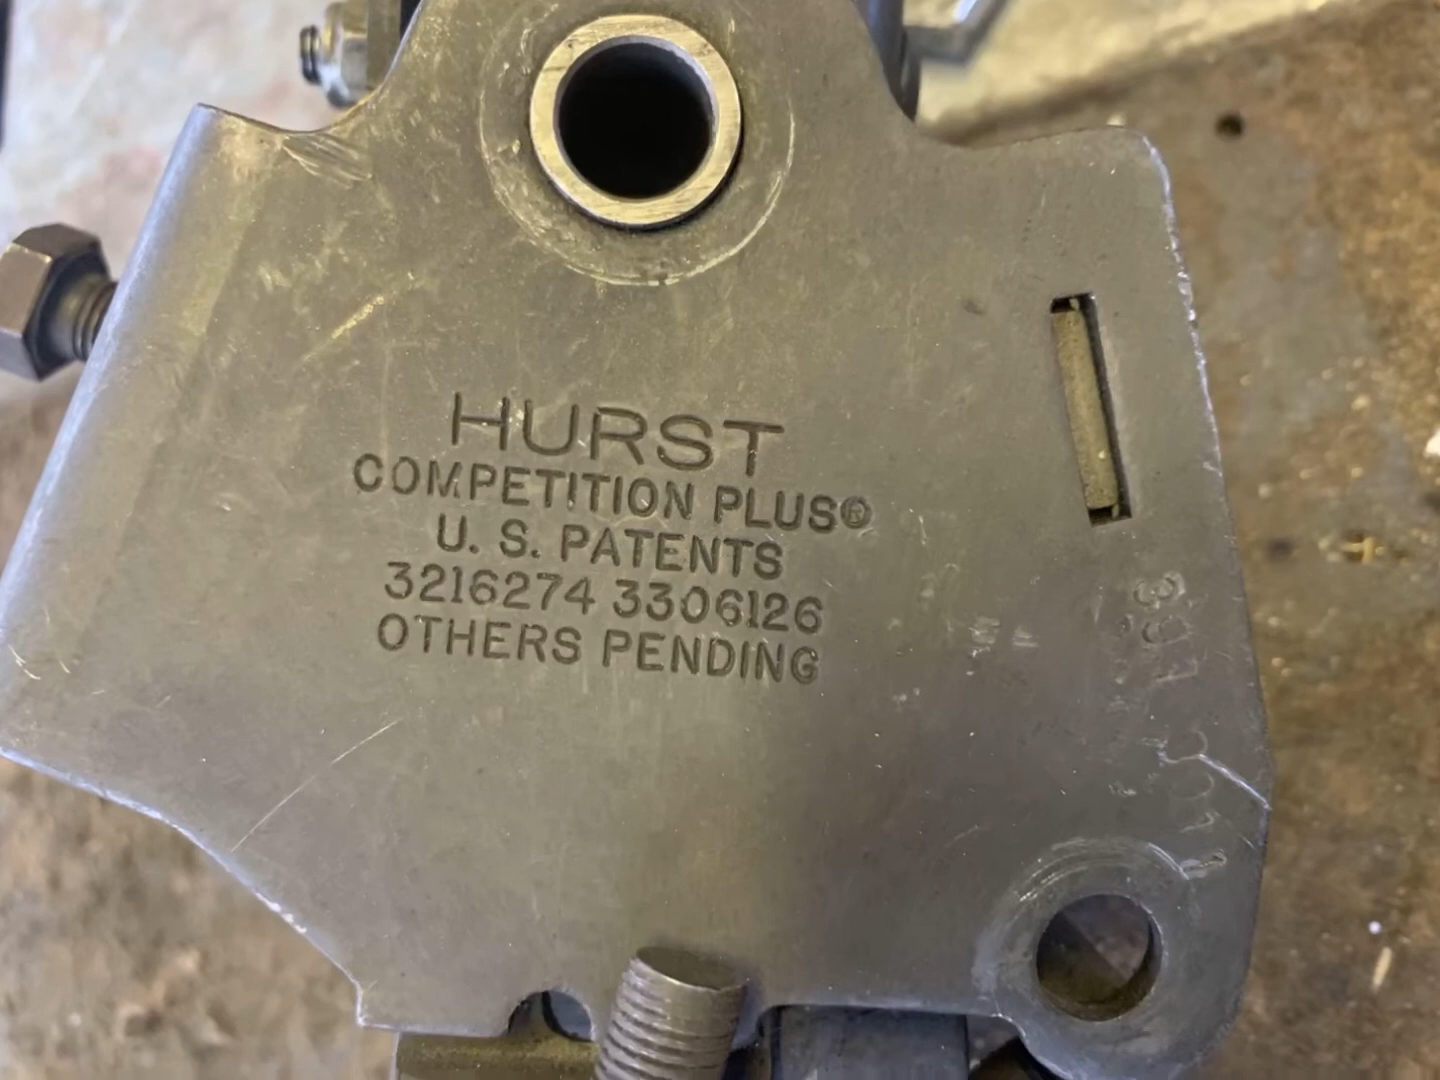 HURST
COMPETITION PLUS®
U. S. PATENTS
3216274 3306126
OTHERS PENDING